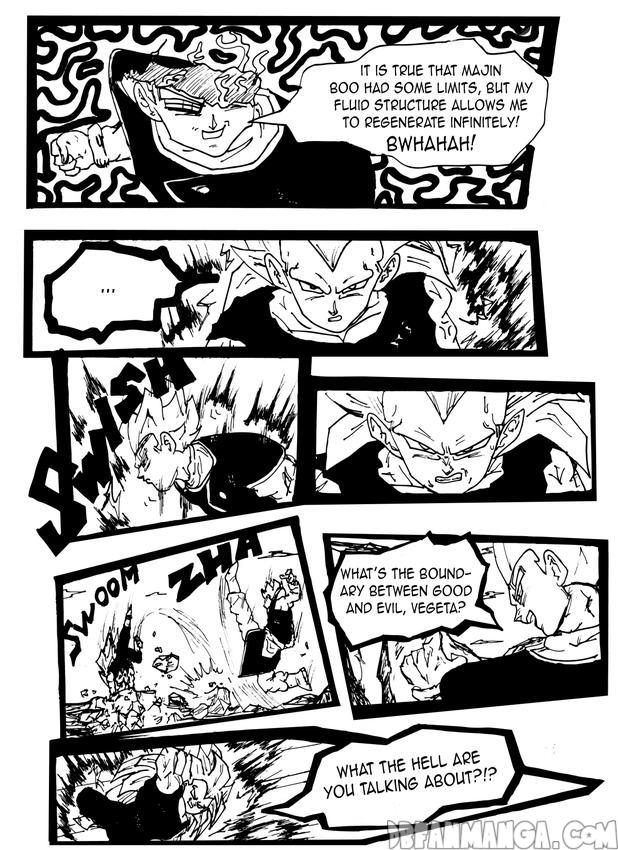 IT IS TRUE THAT MAJIN
BOO HAD SOME LIMITS, BUT MY
FLUID STRUCTURE ALLOWS ME
TO REGENERATE INFINITELY!
BWHAHAH!
...
SWISH
SWOOM
ZHA
WHAT'S THE BOUND-
ARY BETWEEN GOOD
AND EVIL, VEGETA?
WHAT THE HELL ARE
YOU TALKING ABOUT?!?
DBFANMANGA.COM